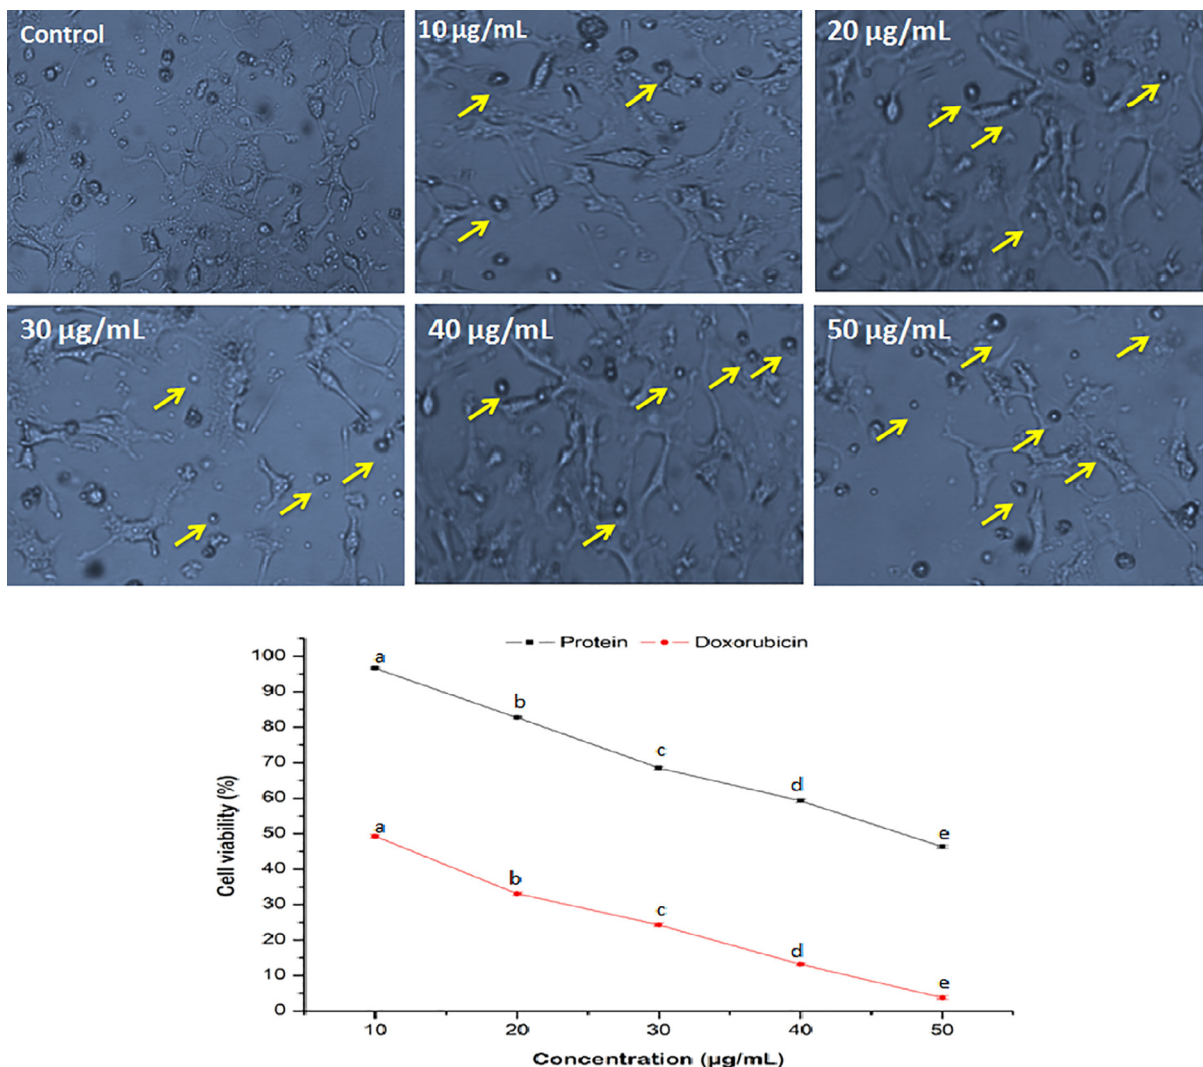 Control
10 µg/mL
20 µg/mL
30 µg/mL
40 µg/mL
50 µg/mL
Protein
Doxorubicin
100
90
80
70
60
50
40
30
20
10
0
Cell viability (%)
a
b
c
d
e
a
b
c
d
e
10
20
30
40
50
Concentration (µg/mL)